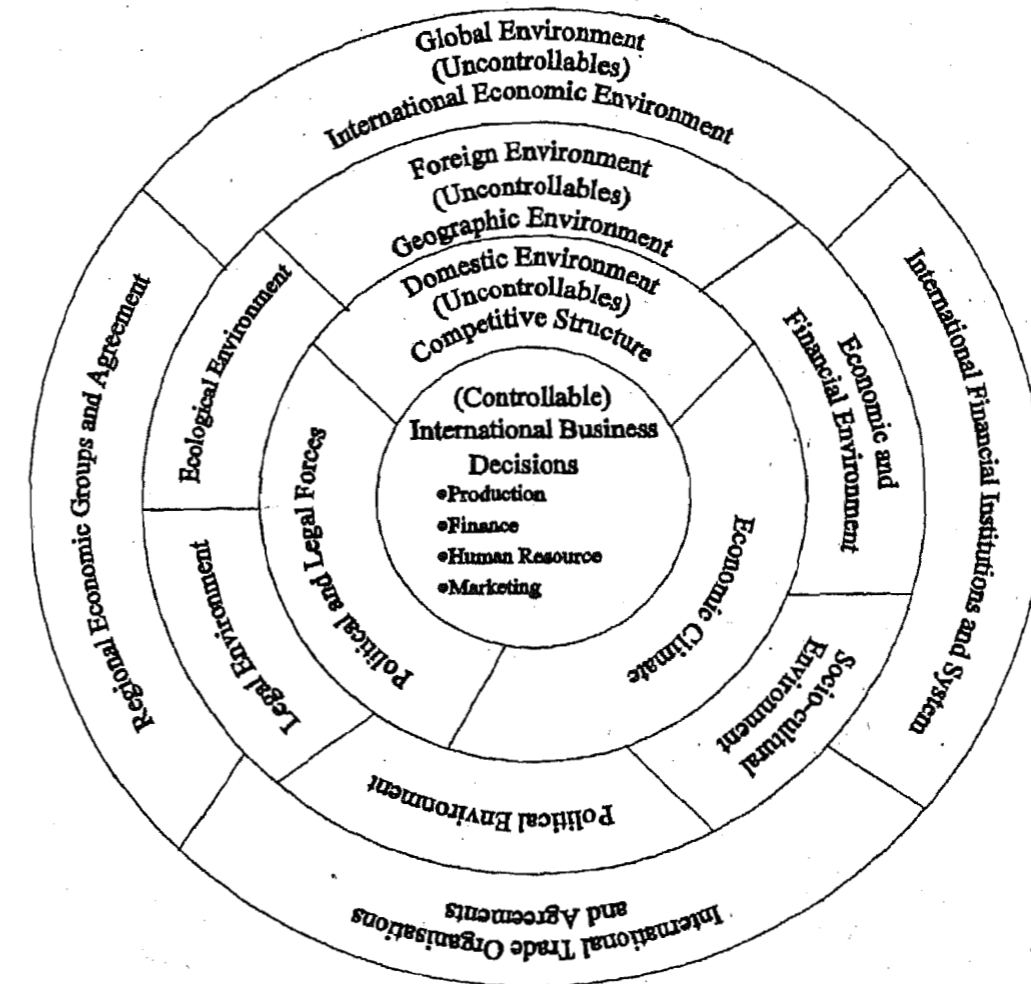 Global Environment
(Uncontrollables)
International Economic Environment
Foreign Environment
(Uncontrollables)
Geographic Environment
Domestic Environment
(Uncontrollables)
Competitive Structure
(Controllable)
International Business
Decisions
●Production
●Finance
●Human Resource
●Marketing
Economic Climate
Political and Legal Forces
Economic and
Financial Environment
Socio-cultural
Environment
Political Environment
Legal Environment
Ecological Environment
International Financial Institutions and System
International Trade Organisations
and Agreements
Regional Economic Groups and Agreement